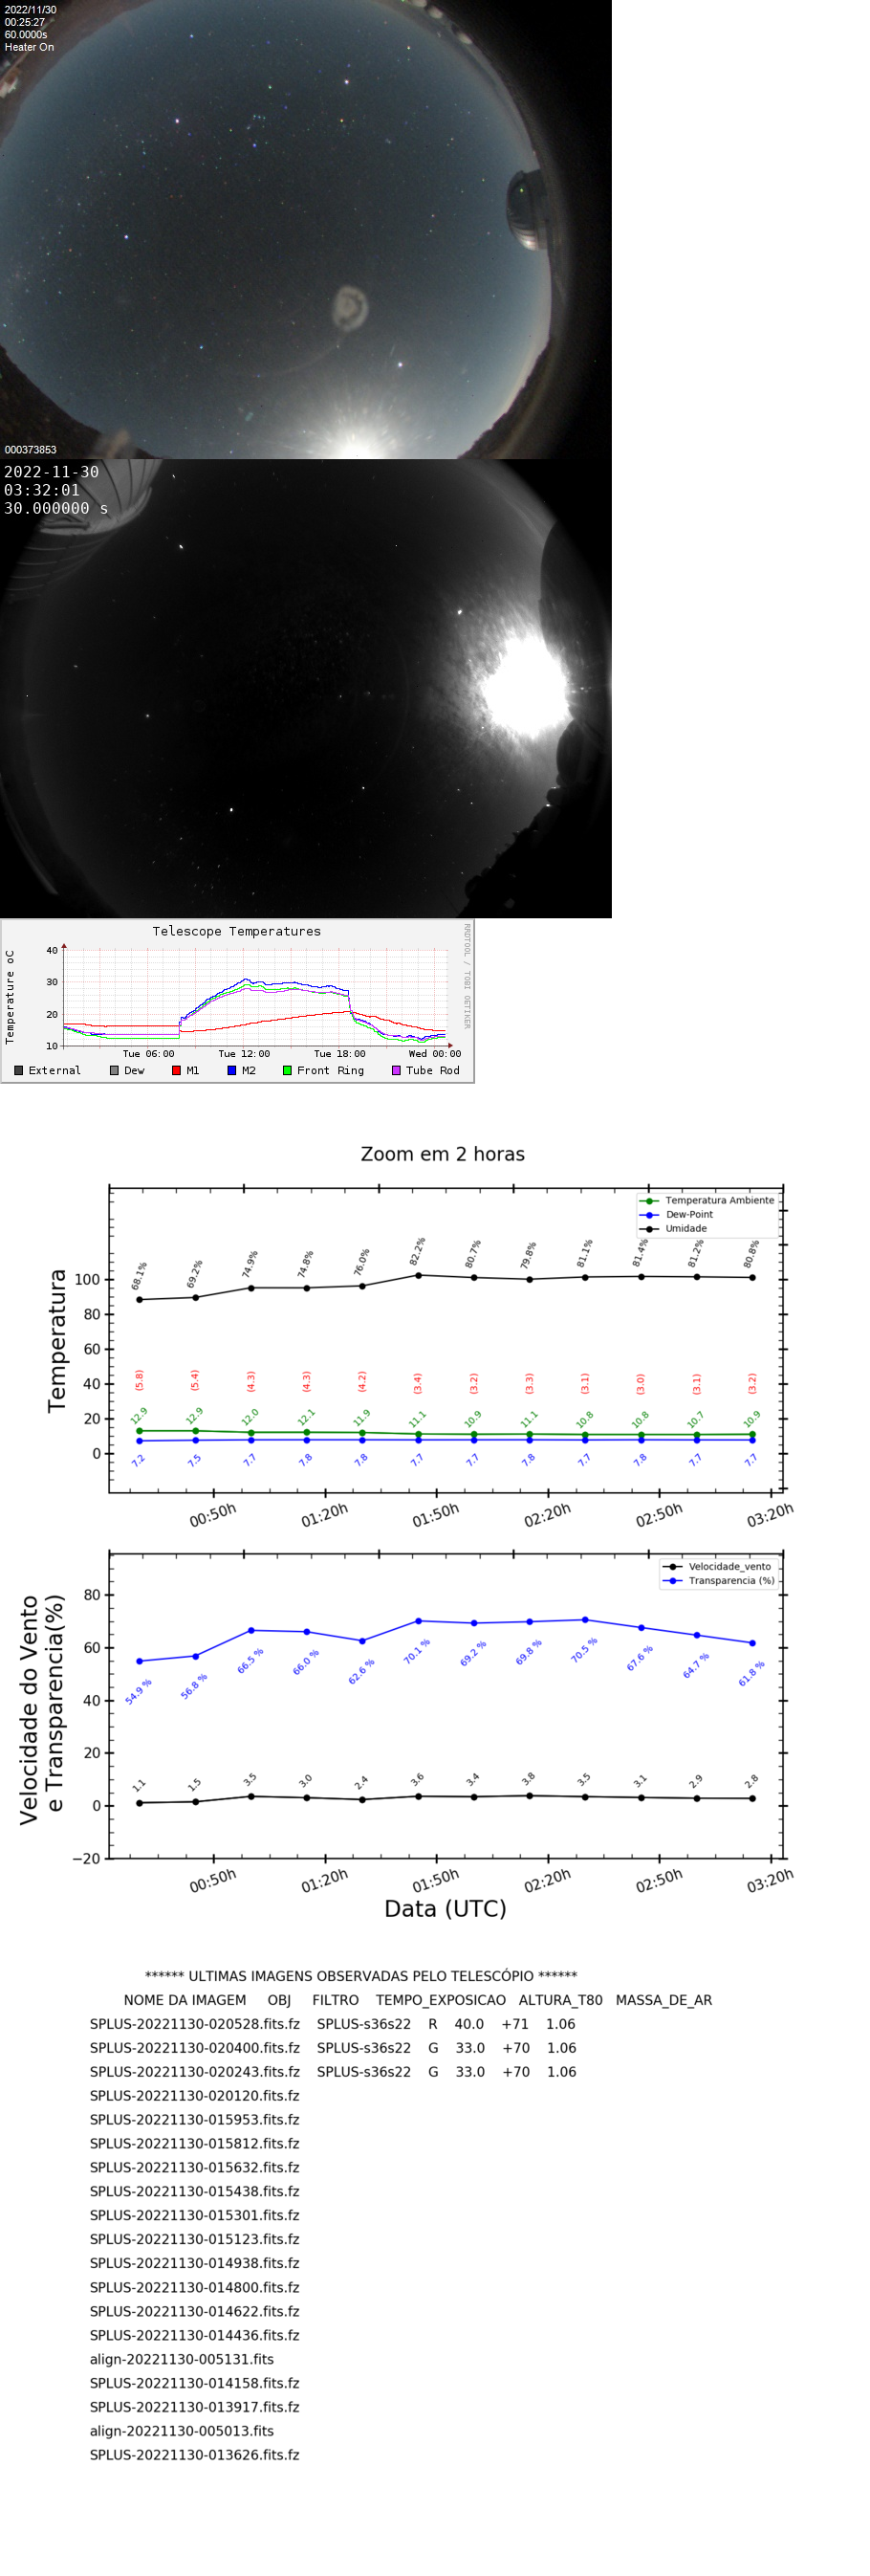 2022/11/30
00:25:27
60.0000s
Heater On
000373853
2022-11-30
03:32:01
30.000000 s
Telescope Temperatures
RRDTOOL / TOBI OETIKER
Temperature oC
40
30
20
10
Tue 06:00 Tue 12:00 Tue 18:00 Wed 00:00
External Dew M1 M2 Front Ring Tube Rod
Zoom em 2 horas
Temperatura Ambiente
Dew-Point
Umidade
Temperatura
100
80
60
40
20
0
68.1% 69.2% 74.9% 74.8% 76.0% 82.2% 80.7% 79.8% 81.1% 81.4% 81.2% 80.8%
(5.8) (5.4) (4.3) (4.3) (4.2) (3.4) (3.2) (3.3) (3.1) (3.0) (3.1) (3.2)
12.9 12.9 12.0 12.1 11.9 11.1 10.9 11.1 10.8 10.8 10.7 10.9
7.2 7.5 7.7 7.8 7.8 7.7 7.7 7.8 7.7 7.8 7.7 7.7
00:50h 01:20h 01:50h 02:20h 02:50h 03:20h
Velocidade_vento
Transparencia (%)
Velocidade do Vento
e Transparencia(%)
80
60
40
20
0
−20
54.9 % 56.8 % 66.5 % 66.0 % 62.6 % 70.1 % 69.2 % 69.8 % 70.5 % 67.6 % 64.7 % 61.8 %
1.1 1.5 3.5 3.0 2.4 3.6 3.4 3.8 3.5 3.1 2.9 2.8
00:50h 01:20h 01:50h 02:20h 02:50h 03:20h
Data (UTC)
****** ULTIMAS IMAGENS OBSERVADAS PELO TELESCÓPIO ******
NOME DA IMAGEM OBJ FILTRO TEMPO_EXPOSICAO ALTURA_T80 MASSA_DE_AR
SPLUS-20221130-020528.fits.fz SPLUS-s36s22 R 40.0 +71 1.06
SPLUS-20221130-020400.fits.fz SPLUS-s36s22 G 33.0 +70 1.06
SPLUS-20221130-020243.fits.fz SPLUS-s36s22 G 33.0 +70 1.06
SPLUS-20221130-020120.fits.fz
SPLUS-20221130-015953.fits.fz
SPLUS-20221130-015812.fits.fz
SPLUS-20221130-015632.fits.fz
SPLUS-20221130-015438.fits.fz
SPLUS-20221130-015301.fits.fz
SPLUS-20221130-015123.fits.fz
SPLUS-20221130-014938.fits.fz
SPLUS-20221130-014800.fits.fz
SPLUS-20221130-014622.fits.fz
SPLUS-20221130-014436.fits.fz
align-20221130-005131.fits
SPLUS-20221130-014158.fits.fz
SPLUS-20221130-013917.fits.fz
align-20221130-005013.fits
SPLUS-20221130-013626.fits.fz